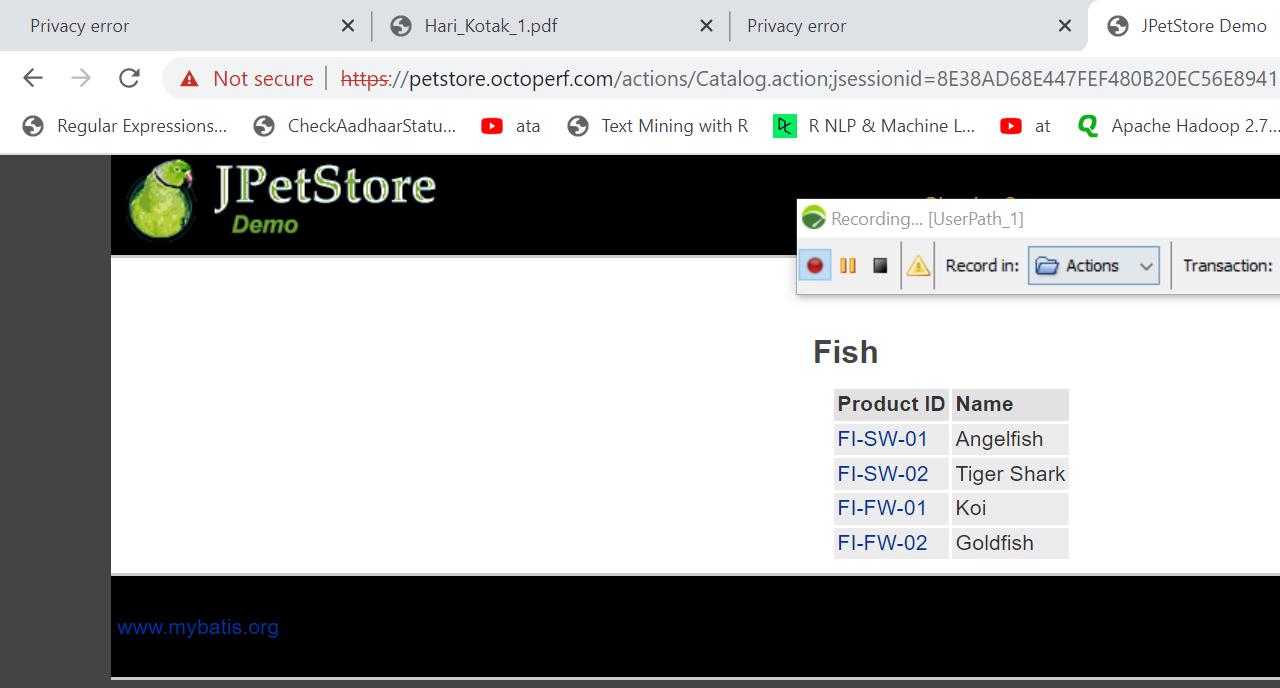 Privacy error
Hari_Kotak_1.pdf
Privacy error
JPetStore Demo
Not secure
https://petstore.octoperf.com/actions/Catalog.action;jsessionid=8E38AD68E447FEF480B20EC56E8941
Regular Expressions...
CheckAadhaarStatu...
ata
Text Mining with R
R NLP & Machine L...
at
Apache Hadoop 2.7...
JPetStore
Demo
Recording... [UserPath_1]
Record in:
Actions
Transaction:
Fish
Product ID Name
FI-SW-01 Angelfish
FI-SW-02 Tiger Shark
FI-FW-01 Koi
FI-FW-02 Goldfish
www.mybatis.org